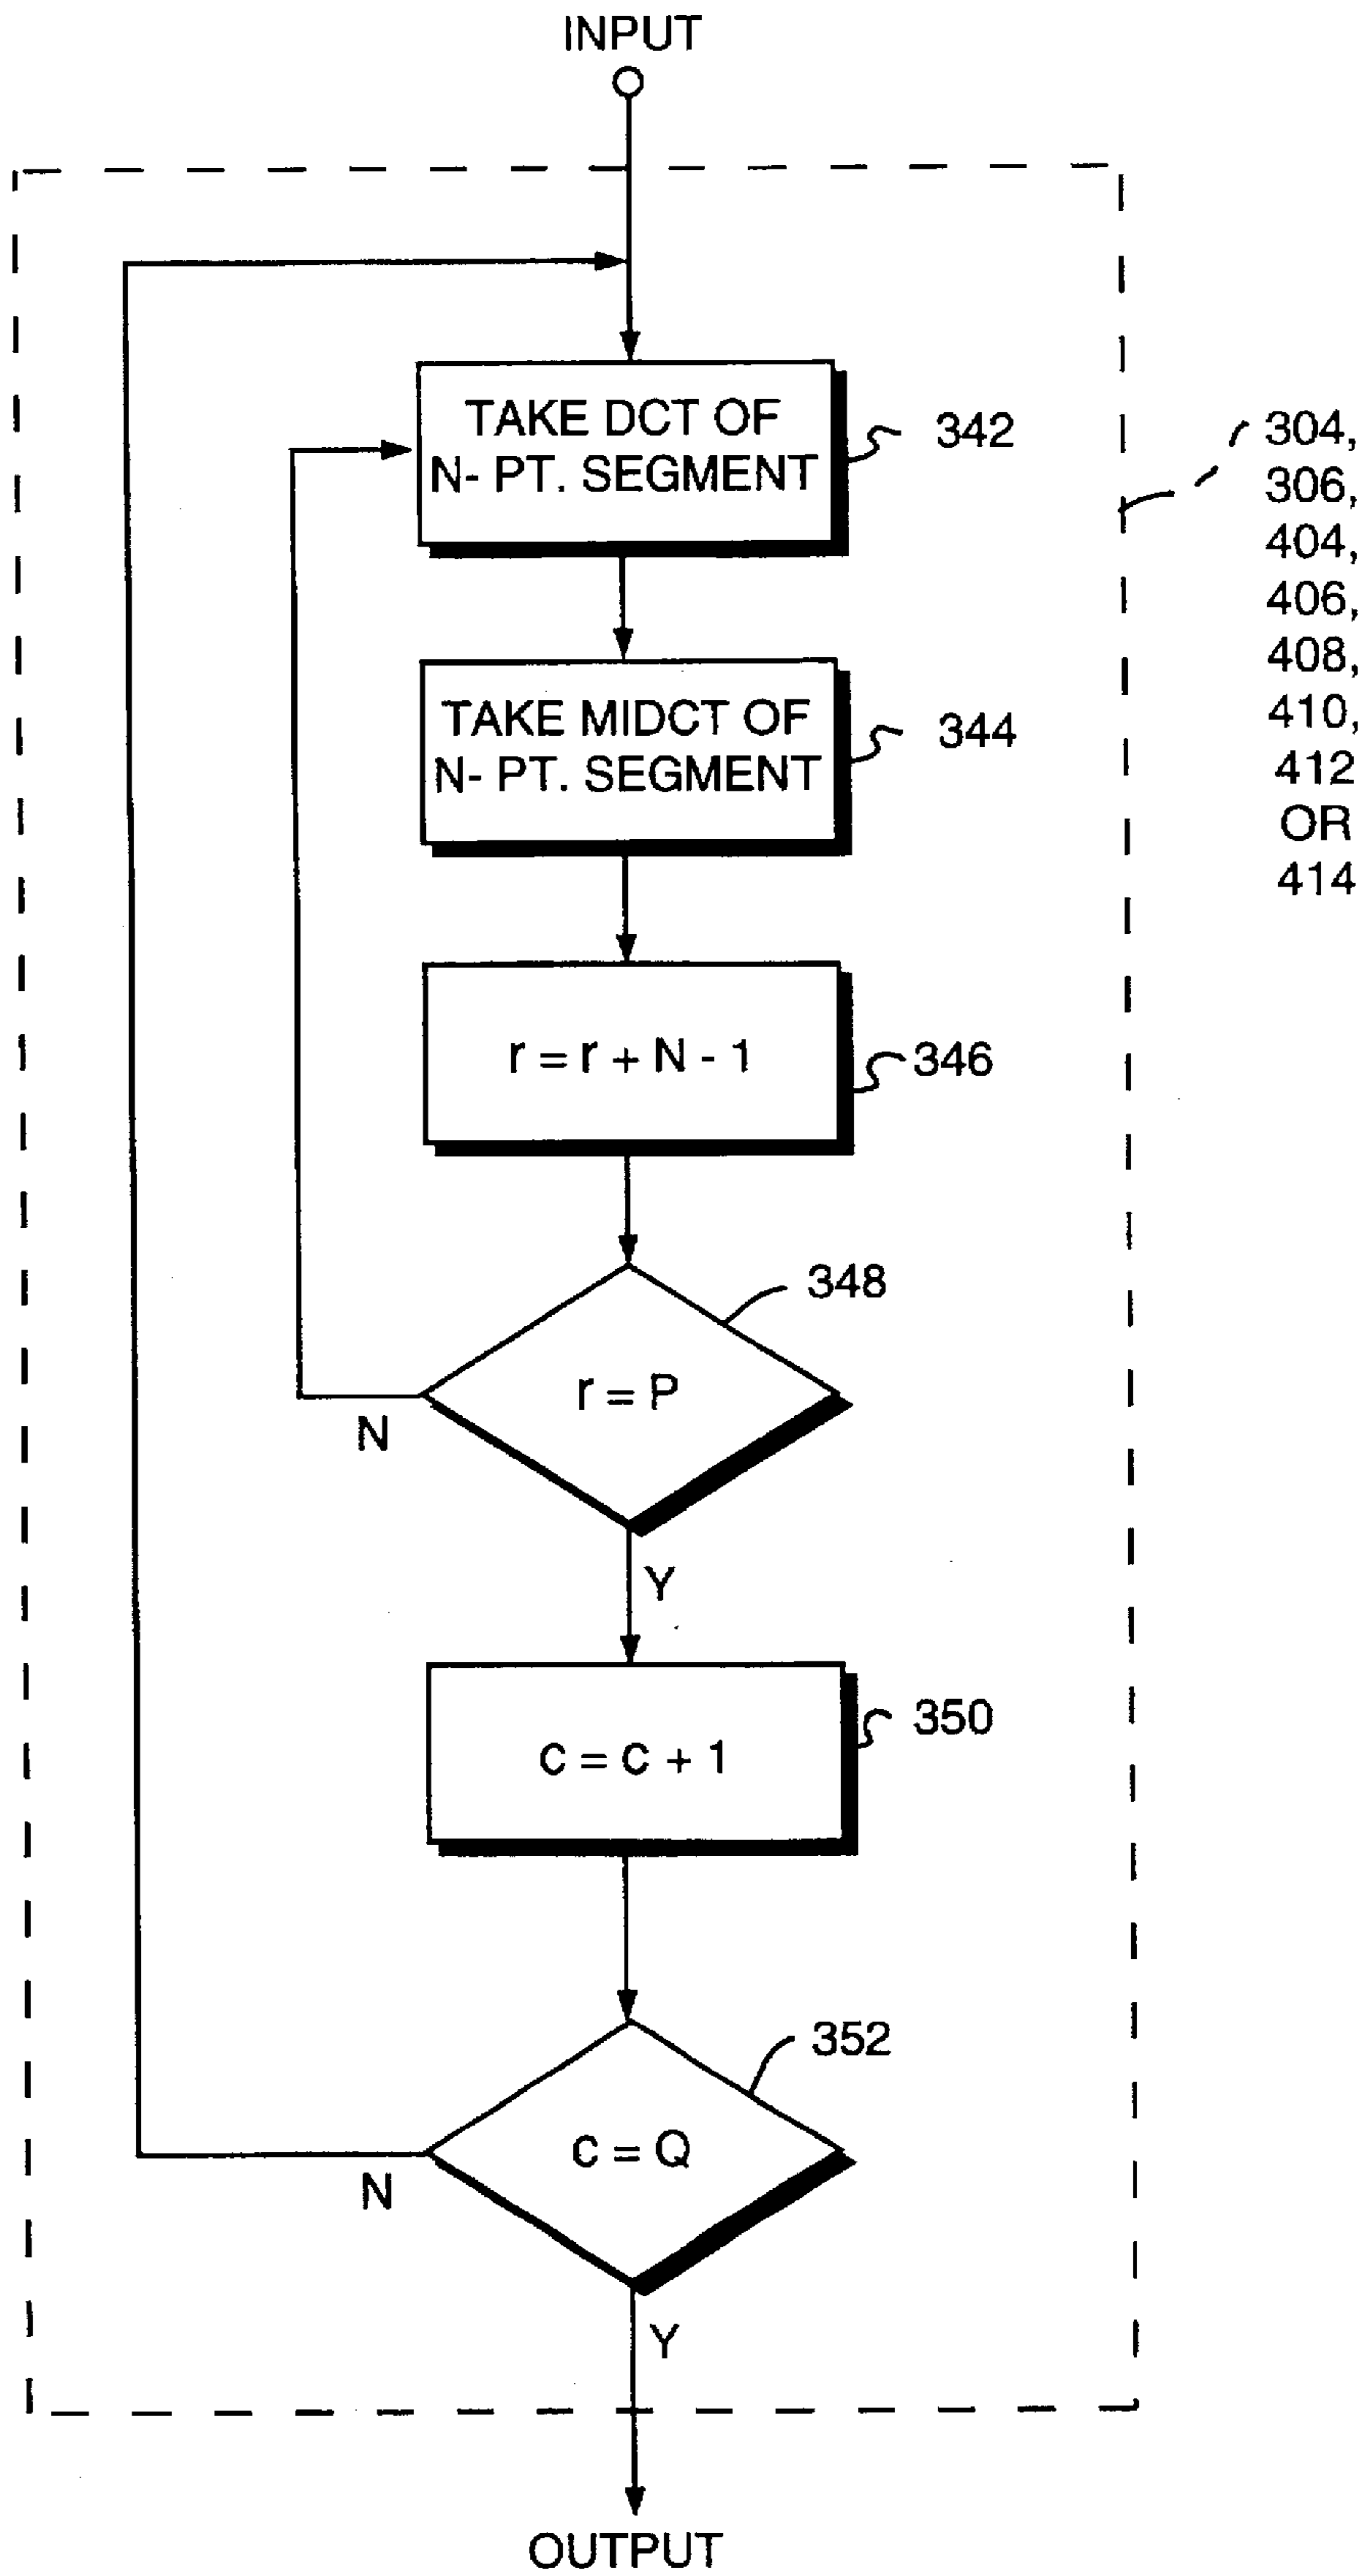 INPUT
TAKE DCT OF
N- PT. SEGMENT
342
304,
306,
404,
406,
408,
410,
412
OR
414
TAKE MIDCT OF
N- PT. SEGMENT
344
r = r + N - 1
346
348
r = P
N
Y
350
c = c + 1
352
c = Q
N
Y
OUTPUT